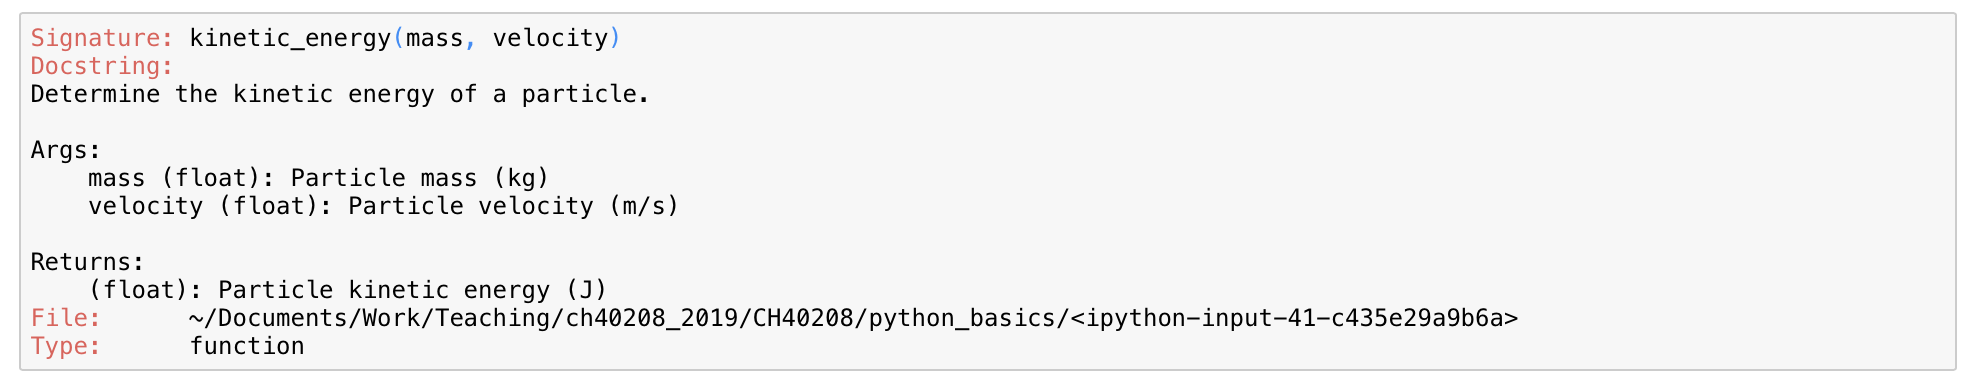 Signature: kinetic_energy(mass, velocity)
Docstring:
Determine the kinetic energy of a particle.

Args:
    mass (float): Particle mass (kg)
    velocity (float): Particle velocity (m/s)

Returns:
    (float): Particle kinetic energy (J)
File:      ~/Documents/Work/Teaching/ch40208_2019/CH40208/python_basics/<ipython-input-41-c435e29a9b6a>
Type:      function